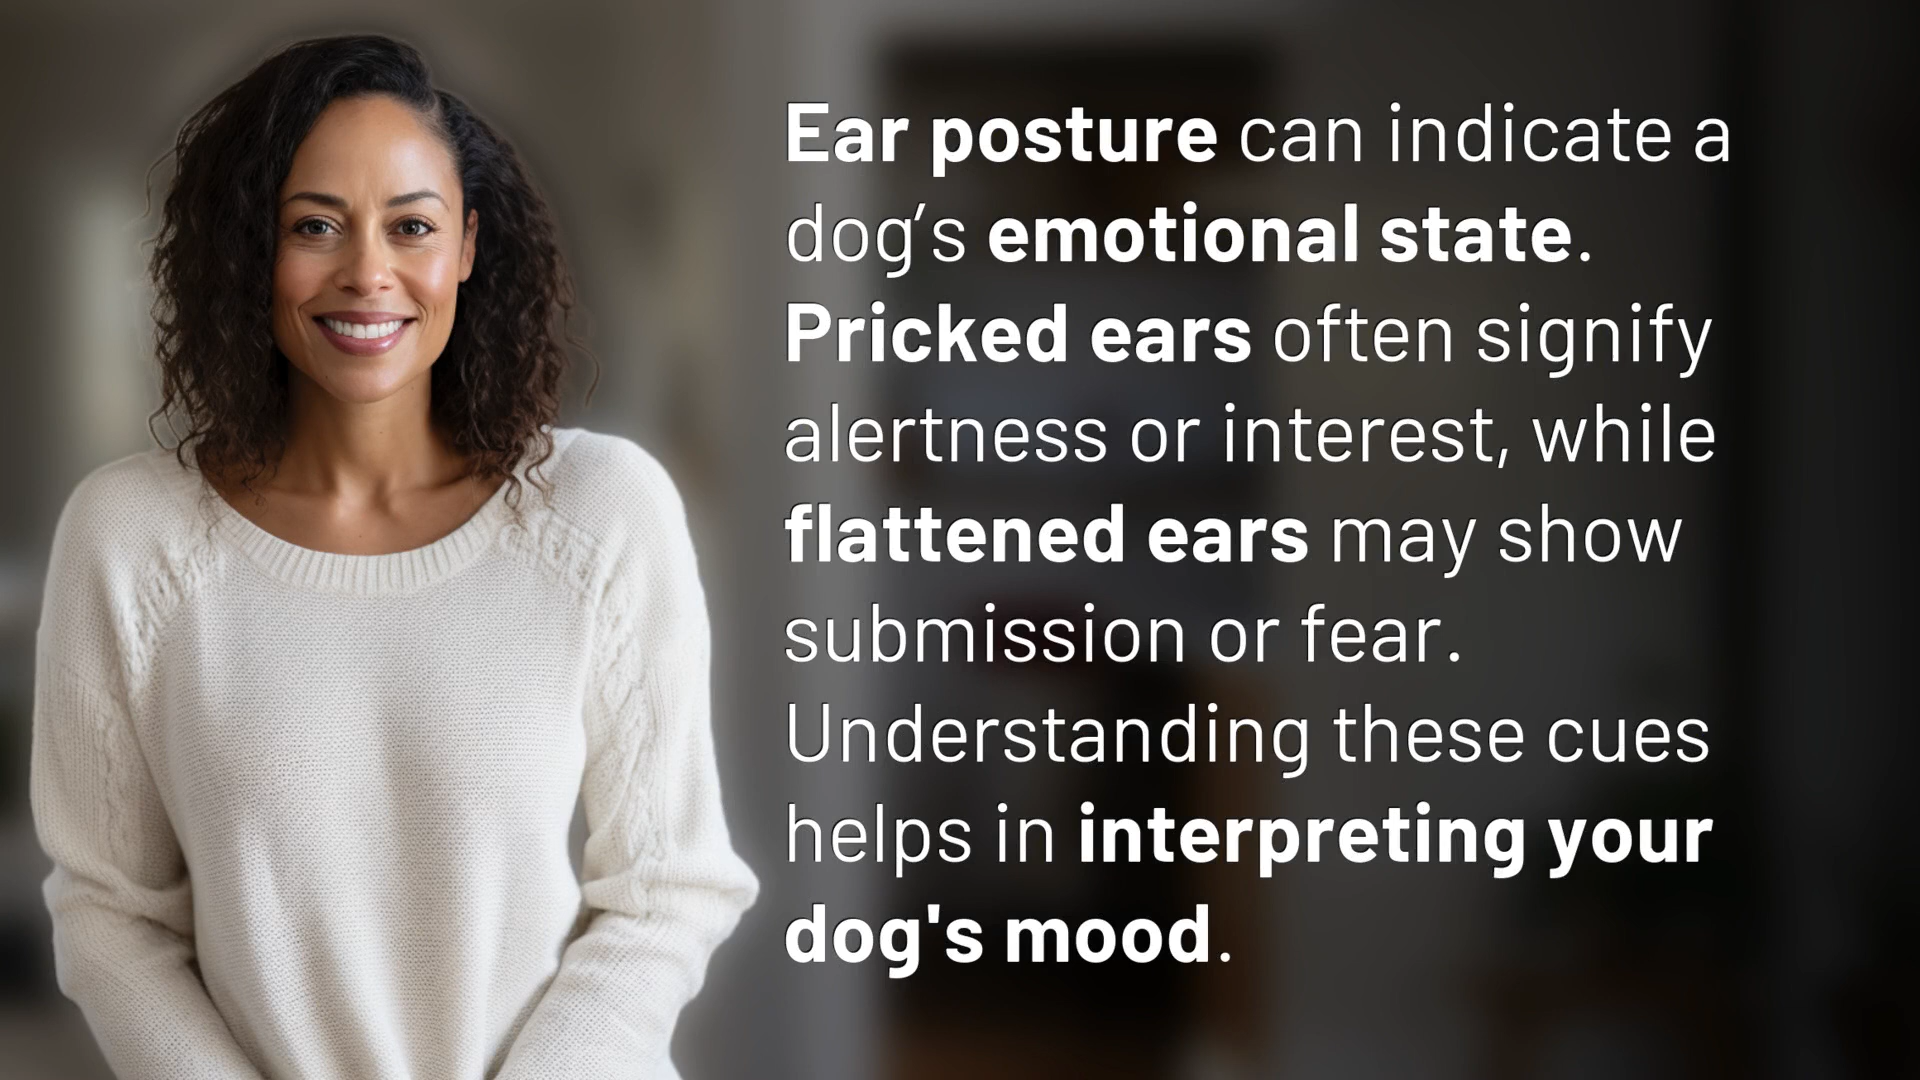 Ear posture can indicate a
dog’s emotional state.
Pricked ears often signify
alertness or interest, while
flattened ears may show
submission or fear.
Understanding these cues
helps in interpreting your
dog's mood.